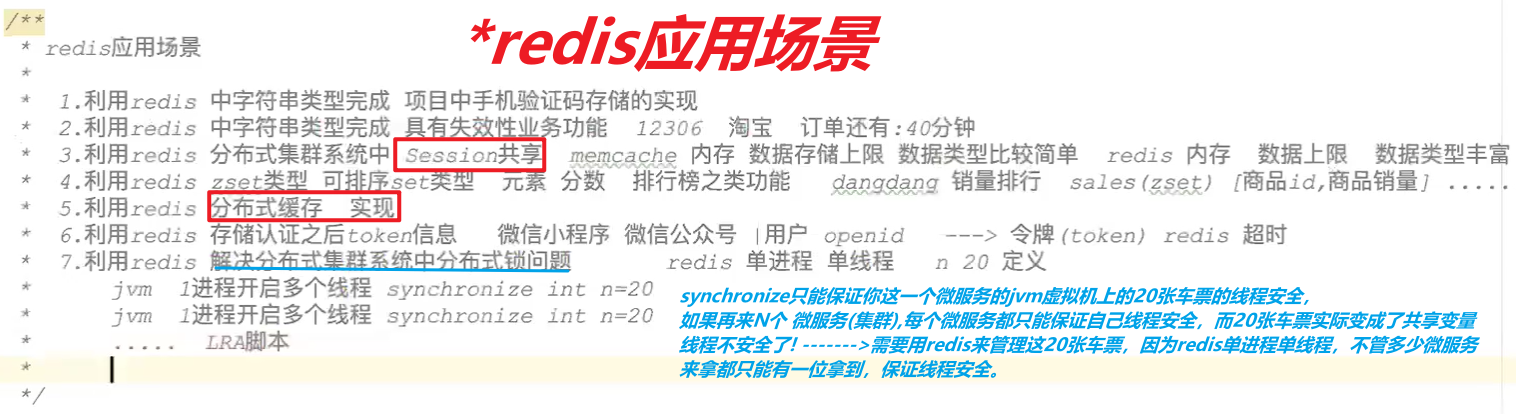 /**
*redis应用场景
* redis应用场景
*
* 1.利用redis 中字符串类型完成 项目中手机验证码存储的实现
* 2.利用redis 中字符串类型完成 具有失效性业务功能 12306 淘宝 订单还有:40分钟
* 3.利用redis 分布式集群系统中 Session共享 memcache 内存 数据存储上限 数据类型比较简单 redis 内存 数据上限 数据类型丰富
* 4.利用redis zset类型 可排序set类型 元素 分数 排行榜之类功能 dangdang 销量排行 sales(zset) [商品id,商品销量] .....
* 5.利用redis 分布式缓存 实现
* 6.利用redis 存储认证之后token信息 微信小程序 微信公众号 |用户 openid ---> 令牌(token) redis 超时
* 7.利用redis 解决分布式集群系统中分布式锁问题 redis 单进程 单线程 n 20 定义
* jvm 1进程开启多个线程 synchronize int n=20
* jvm 1进程开启多个线程 synchronize int n=20
* ..... LRA脚本
*
*/
synchronize只能保证你这一个微服务的jvm虚拟机上的20张车票的线程安全，
如果再来N个 微服务(集群),每个微服务都只能保证自己线程安全，而20张车票实际变成了共享变量
线程不安全了! ------->需要用redis来管理这20张车票，因为redis单进程单线程，不管多少微服务
来拿都只能有一位拿到，保证线程安全。